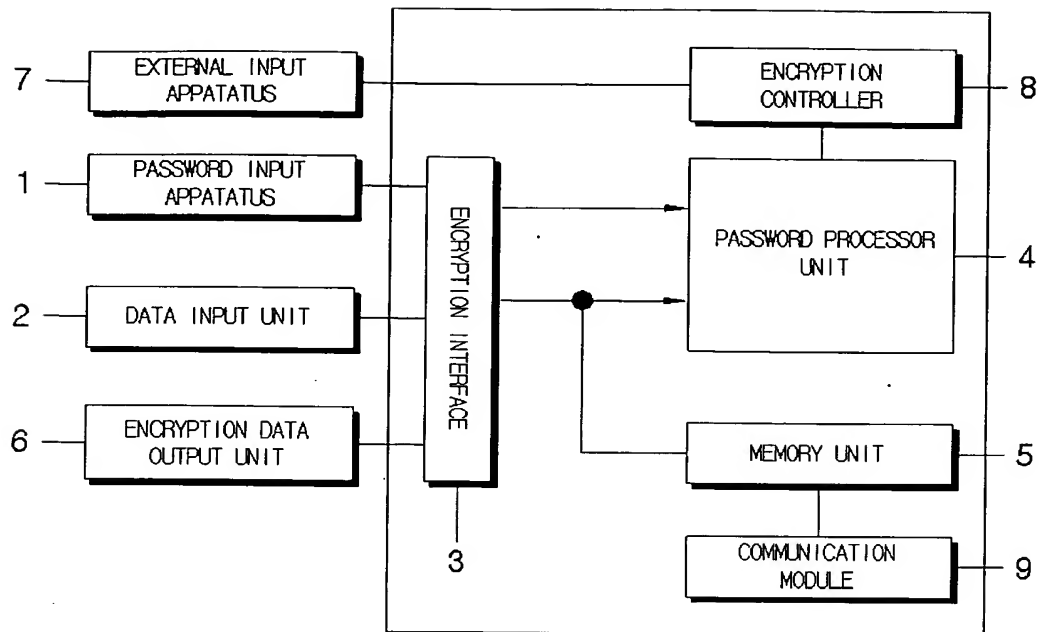 7
EXTERNAL INPUT
APPATATUS
ENCRYPTION
CONTROLLER
8
1
PASSWORD INPUT
APPATATUS
ENCRYPTION INTERFACE
PASSWORD PROCESSOR
UNIT
4
2
DATA INPUT UNIT
6
ENCRYPTION DATA
OUTPUT UNIT
MEMORY UNIT
5
3
COMMUNICATION
MODULE
9